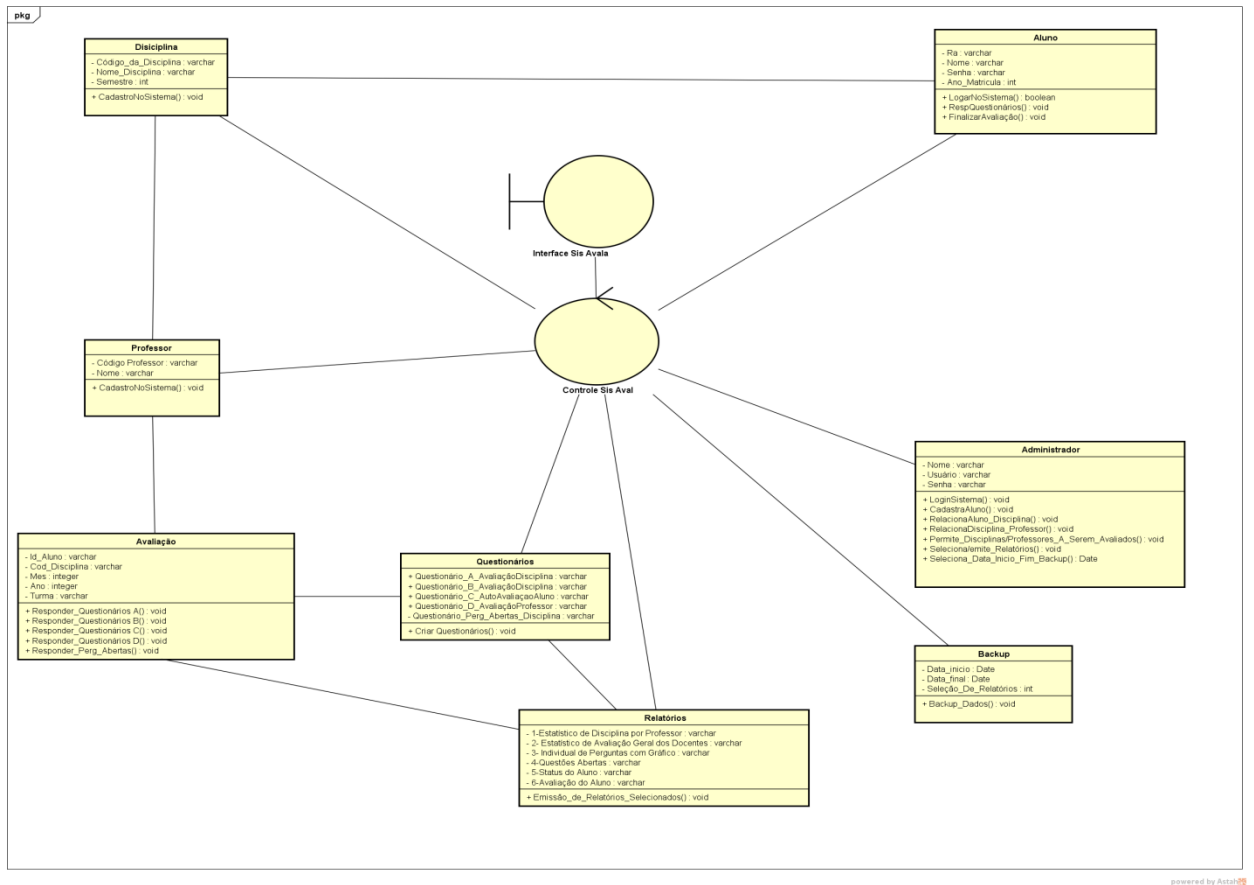 pkg
Disiciplina
- Código_da_Disciplina : varchar
- Nome_Disciplina : varchar
- Semestre : int
+ CadastroNoSistema() : void
Aluno
- Ra : varchar
- Nome : varchar
- Senha : varchar
- Ano_Matricula : int
+ LogarNoSistema() : boolean
+ RespQuestionários() : void
+ FinalizarAvaliação() : void
Interface Sis Avala
Controle Sis Aval
Professor
- Código Professor : varchar
- Nome : varchar
+ CadastroNoSistema() : void
Administrador
- Nome : varchar
- Usuário : varchar
- Senha : varchar
+ LoginSistema() : void
+ CadastraAluno() : void
+ RelacionaAluno_Disciplina() : void
+ RelacionaDisciplina_Professor() : void
+ Permite_Disciplinas/Professores_A_Serem_Avaliados() : void
+ Seleciona/emite_Relatórios() : void
+ Seleciona_Data_Inicio_Fim_Backup() : Date
Avaliação
- Id_Aluno : varchar
- Cod_Disciplina : varchar
- Mes : integer
- Ano : integer
- Turma : varchar
+ Responder_Questionários A() : void
+ Responder_Questionários B() : void
+ Responder_Questionários C() : void
+ Responder_Questionários D() : void
+ Responder_Perg_Abertas() : void
Questionários
+ Questionário_A_AvaliaçãoDisciplina : varchar
+ Questionário_B_AvaliaçãoDisciplina : varchar
+ Questionário_C_AutoAvaliaçaoAluno : varchar
+ Questionário_D_AvaliaçãoProfessor : varchar
- Questionário_Perg_Abertas_Disciplina : varchar
+ Criar Questionários() : void
Backup
- Data_inicio : Date
- Data_final : Date
- Seleção_De_Relatórios : int
+ Backup_Dados() : void
Relatórios
- 1-Estatístico de Disciplina por Professor : varchar
- 2- Estatístico de Avaliação Geral dos Docentes : varchar
- 3- Individual de Perguntas com Gráfico : varchar
- 4-Questões Abertas : varchar
- 5-Status do Aluno : varchar
- 6-Avaliação do Aluno : varchar
+ Emissão_de_Relatórios_Selecionados() : void
powered by Astah